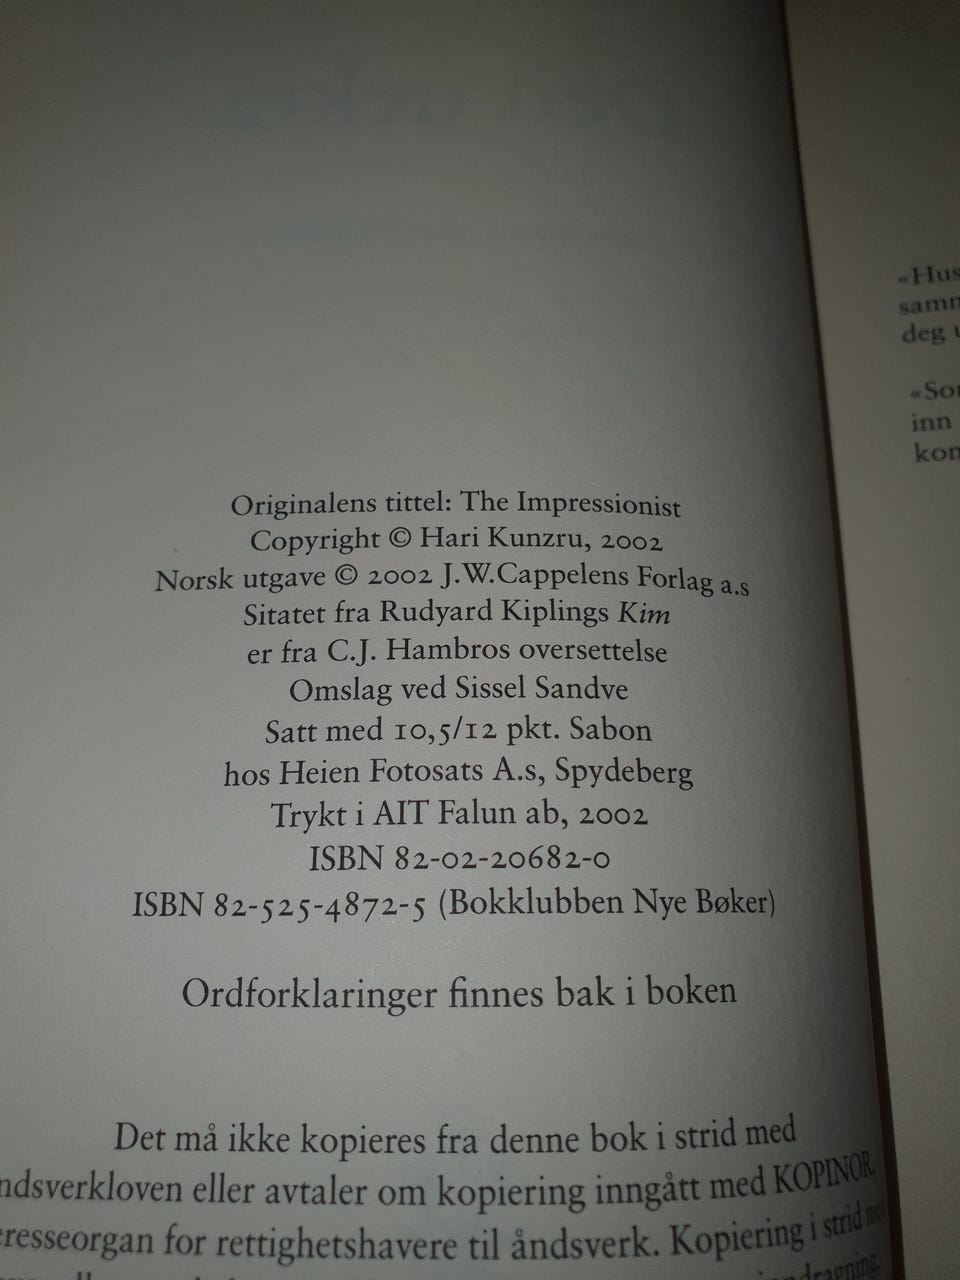 Originalens tittel: The Impressionist
Copyright © Hari Kunzru, 2002
Norsk utgave © 2002 J.W.Cappelens Forlag a.s
Sitatet fra Rudyard Kiplings Kim
er fra C.J. Hambros oversettelse
Omslag ved Sissel Sandve
Satt med 10,5/12 pkt. Sabon
hos Heien Fotosats A.s, Spydeberg
Trykt i AIT Falun ab, 2002
ISBN 82-02-20682-0
ISBN 82-525-4872-5 (Bokklubben Nye Bøker)
Ordforklaringer finnes bak i boken
Det må ikke kopieres fra denne bok i strid med
ndsverkloven eller avtaler om kopiering inngått med KOPINOR,
resseorgan for rettighetshavere til åndsverk. Kopiering i strid
«Hus
samm
deg
«Som
inn
kom